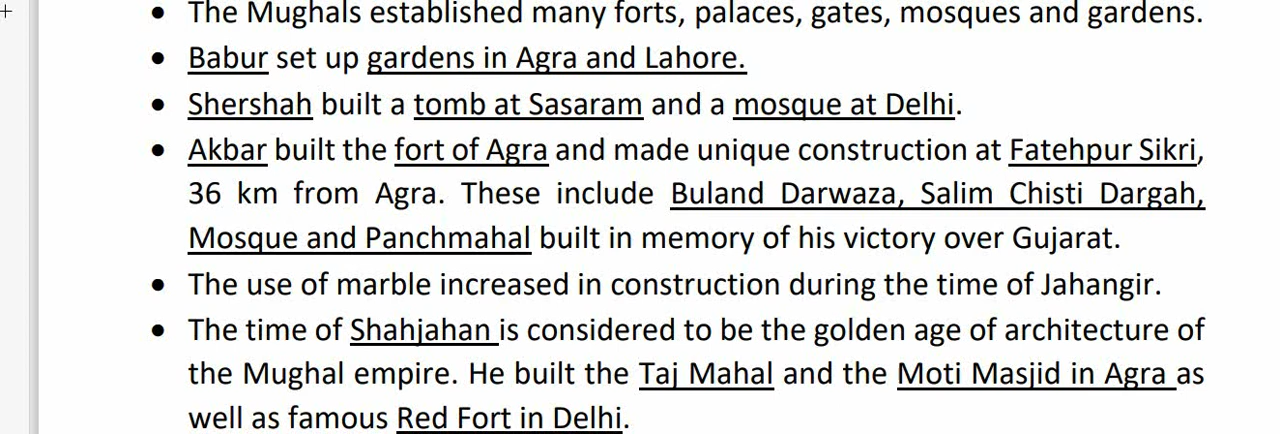 • The Mughals established many forts, palaces, gates, mosques and gardens.
• Babur set up gardens in Agra and Lahore.
• Shershah built a tomb at Sasaram and a mosque at Delhi.
• Akbar built the fort of Agra and made unique construction at Fatehpur Sikri,
36 km from Agra. These include Buland Darwaza, Salim Chisti Dargah,
Mosque and Panchmahal built in memory of his victory over Gujarat.
• The use of marble increased in construction during the time of Jahangir.
• The time of Shahjahan is considered to be the golden age of architecture of
the Mughal empire. He built the Taj Mahal and the Moti Masjid in Agra as
well as famous Red Fort in Delhi.